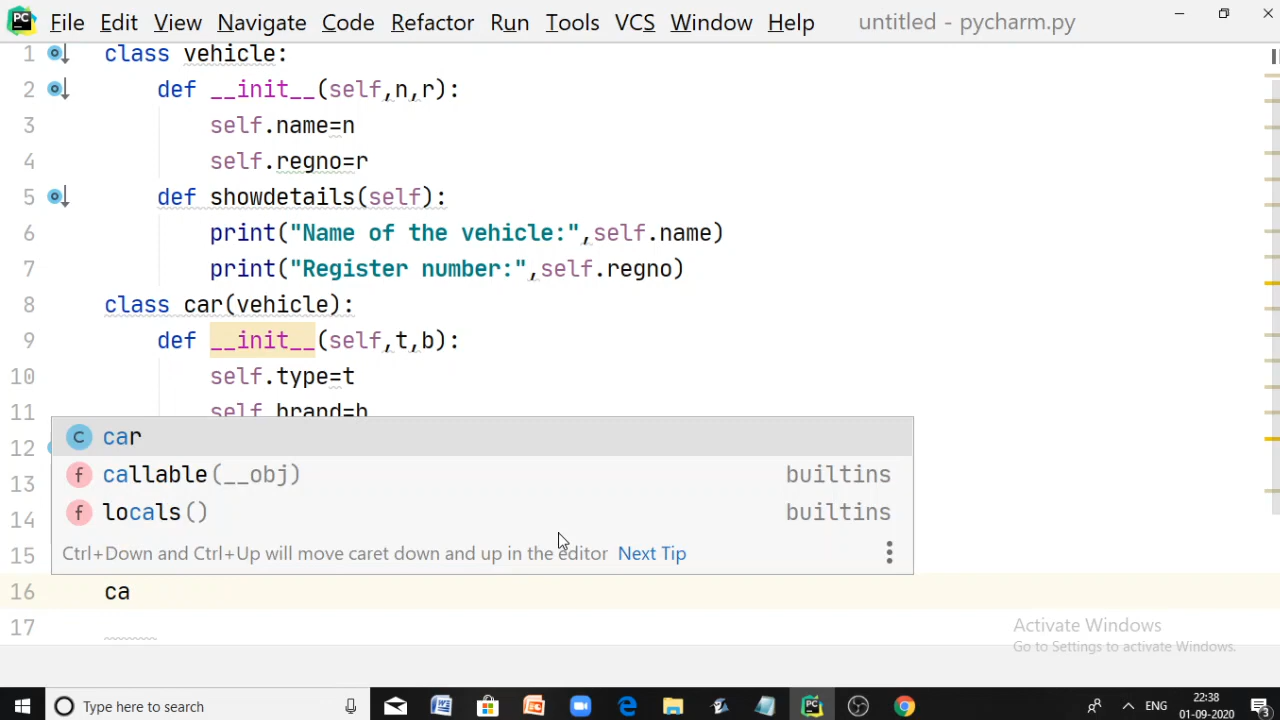 PC File Edit View Navigate Code Refactor Run Tools VCS Window Help untitled - pycharm.py
1 class vehicle:
2 def __init__(self,n,r):
3 self.name=n
4 self.regno=r
5 def showdetails(self):
6 print("Name of the vehicle:",self.name)
7 print("Register number:",self.regno)
8 class car(vehicle):
9 def __init__(self,t,b):
10 self.type=t
11 self.brand=b
12
13
14
15
C car
f callable(__obj) builtins
f locals() builtins
Ctrl+Down and Ctrl+Up will move caret down and up in the editor Next Tip
16 ca
17
Activate Windows
Go to Settings to activate Windows.
Type here to search
ENG
22:38
01-09-2020
3